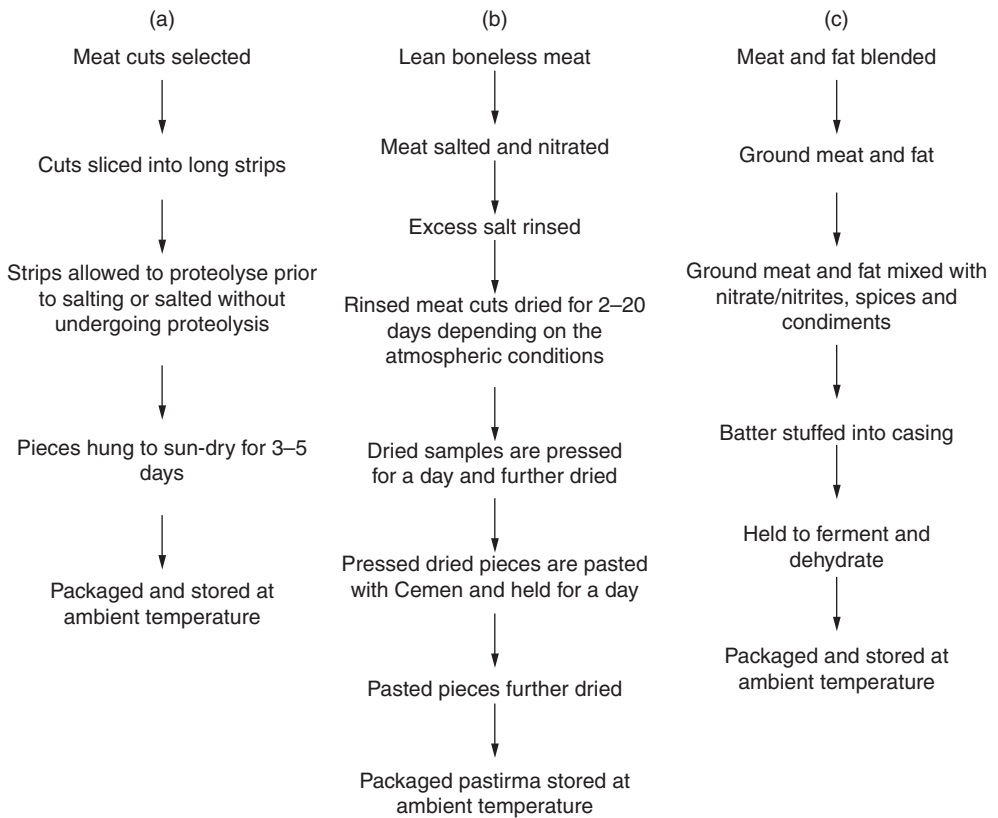 (a)
Meat cuts selected
Cuts sliced into long strips
Strips allowed to proteolyse prior
to salting or salted without
undergoing proteolysis
Pieces hung to sun-dry for 3–5
days
Packaged and stored at
ambient temperature
(b)
Lean boneless meat
Meat salted and nitrated
Excess salt rinsed
Rinsed meat cuts dried for 2–20
days depending on the
atmospheric conditions
Dried samples are pressed
for a day and further dried
Pressed dried pieces are pasted
with Cemen and held for a day
Pasted pieces further dried
Packaged pastirma stored at
ambient temperature
(c)
Meat and fat blended
Ground meat and fat
Ground meat and fat mixed with
nitrate/nitrites, spices and
condiments
Batter stuffed into casing
Held to ferment and
dehydrate
Packaged and stored at
ambient temperature